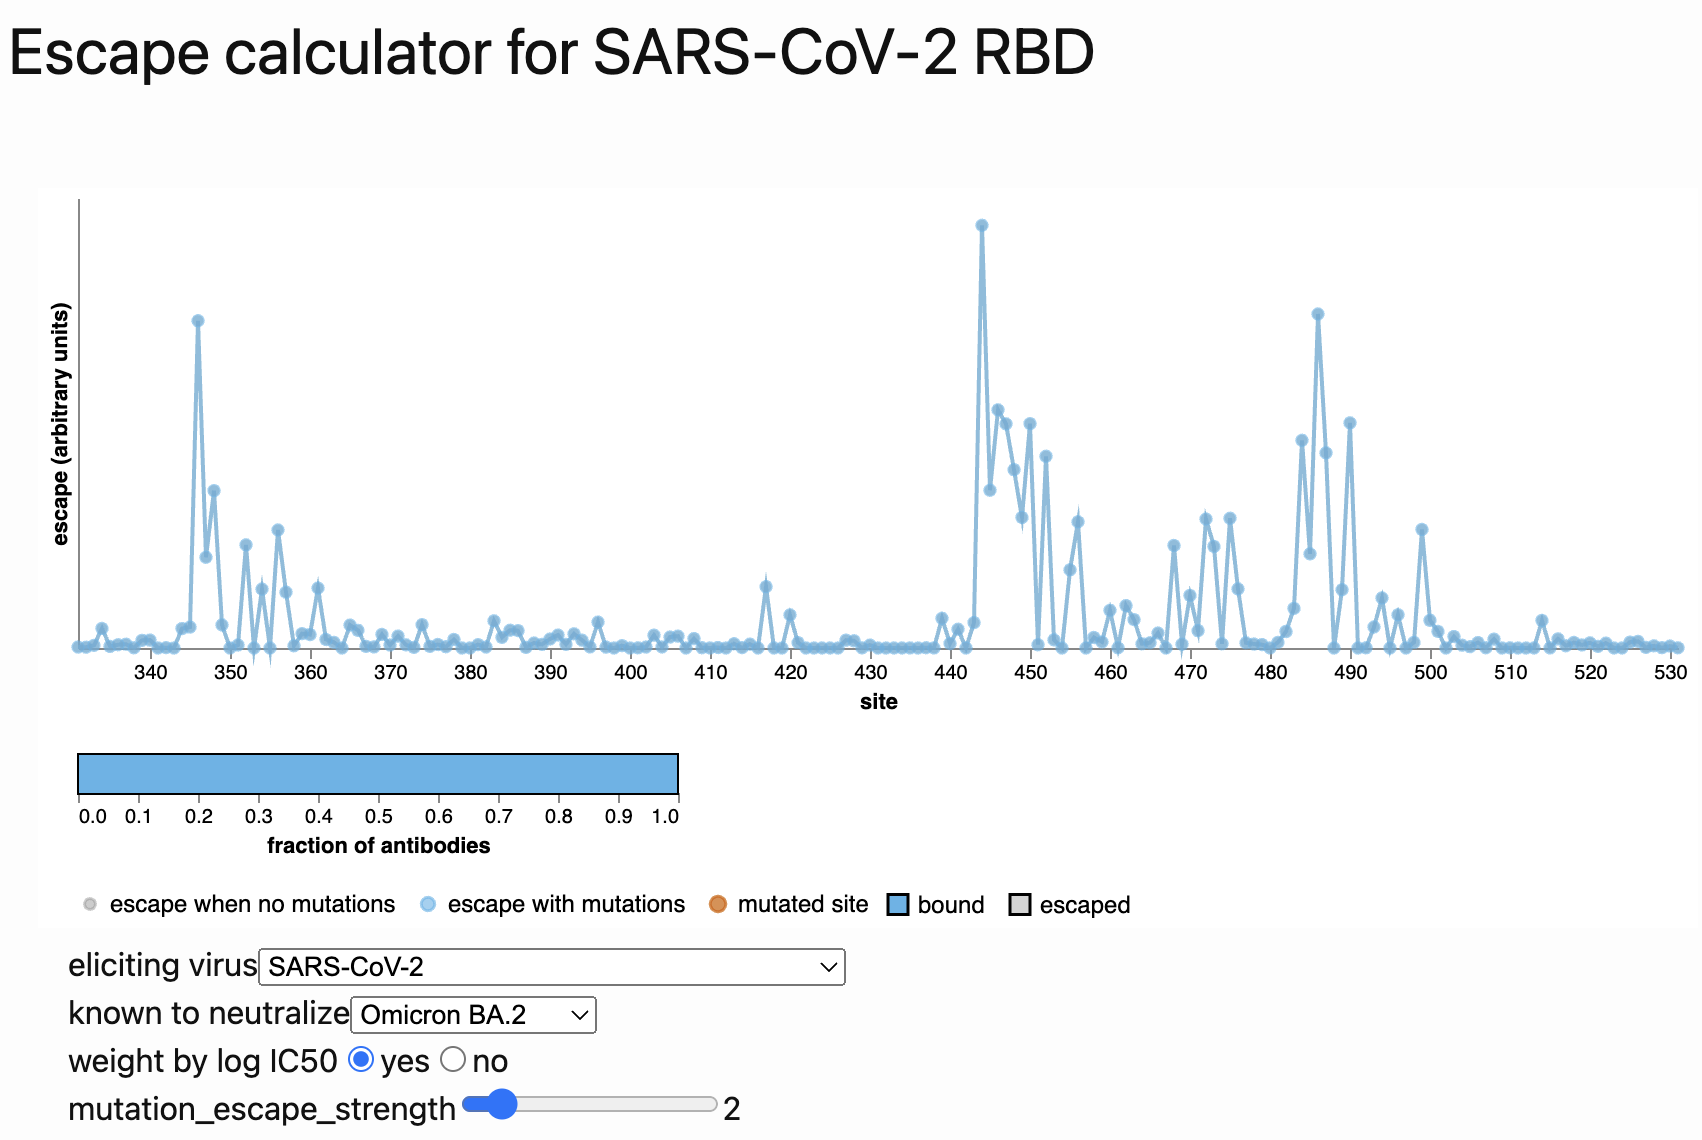 Escape calculator for SARS-CoV-2 RBD
escape (arbitrary units)
340 350 360 370 380 390 400 410 420 430 440 450 460 470 480 490 500 510 520 530
site
0.0 0.1 0.2 0.3 0.4 0.5 0.6 0.7 0.8 0.9 1.0
fraction of antibodies
escape when no mutations escape with mutations mutated site bound escaped
eliciting virus SARS-CoV-2
known to neutralize Omicron BA.2
weight by log IC50 yes no
mutation_escape_strength 2